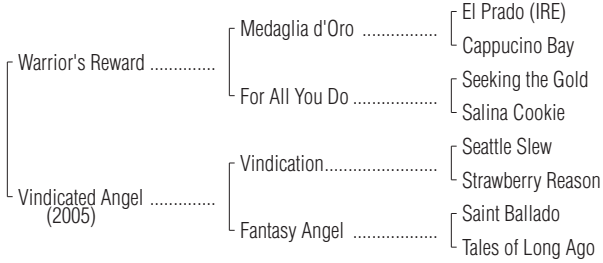 El Prado (IRE)
Medaglia d'Oro ................
Cappucino Bay
Warrior's Reward ..............
Seeking the Gold
For All You Do ..................
Salina Cookie
Seattle Slew
Vindication........................
Strawberry Reason
Vindicated Angel ..............
(2005)
Saint Ballado
Fantasy Angel ..................
Tales of Long Ago